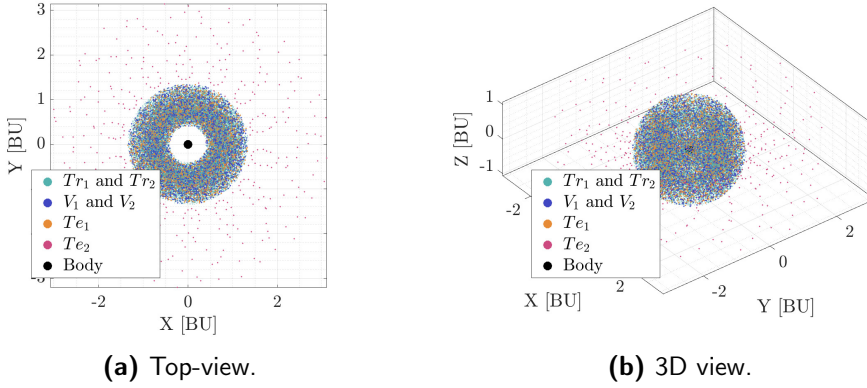 3
2
1
0
Y [BU]
-2
0
2
X [BU]
Tr₁ and Tr₂
V₁ and V₂
Te₁
Te₂
Body
(a) Top-view.
1
0
-1
Z [BU]
-2
0
2
X [BU]
-2
0
2
Y [BU]
Tr₁ and Tr₂
V₁ and V₂
Te₁
Te₂
Body
(b) 3D view.